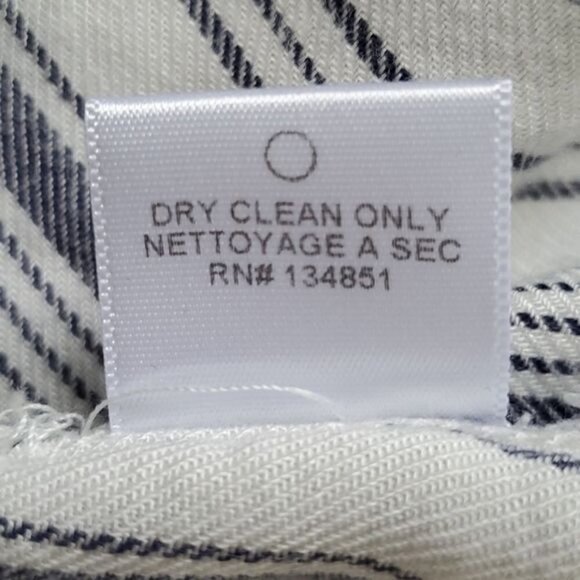 DRY CLEAN ONLY
NETTOYAGE A SEC
RN# 134851